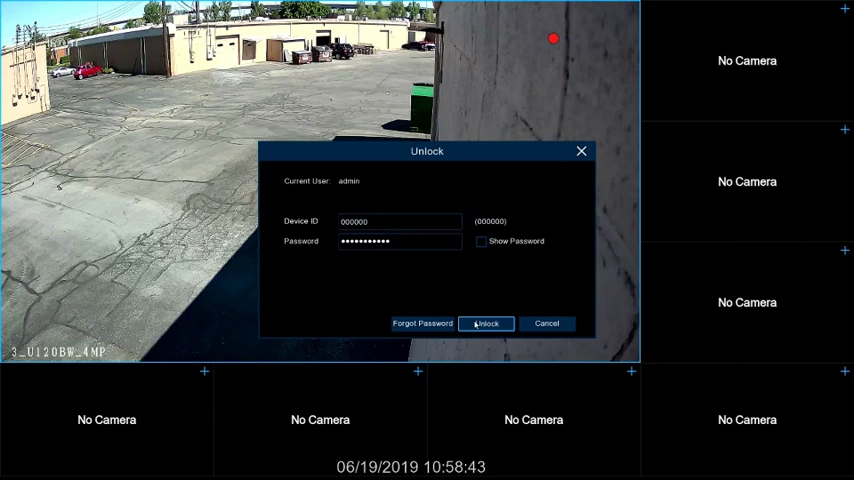 No Camera
No Camera
Unlock
Current User: admin
Device ID 000000 (000000)
Password ••••••••••• Show Password
No Camera
Forgot Password Unlock Cancel
3_U120BW_4MP
No Camera No Camera No Camera No Camera
06/19/2019 10:58:43